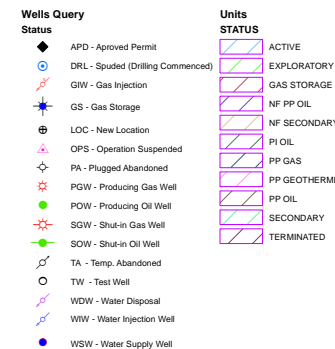 Wells Query
Status
APD - Aproved Permit
DRL - Spuded (Drilling Commenced)
GIW - Gas Injection
GS - Gas Storage
LOC - New Location
OPS - Operation Suspended
PA - Plugged Abandoned
PGW - Producing Gas Well
POW - Producing Oil Well
SGW - Shut-in Gas Well
SOW - Shut-in Oil Well
TA - Temp. Abandoned
TW - Test Well
WDW - Water Disposal
WIW - Water Injection Well
WSW - Water Supply Well
Units
STATUS
ACTIVE
EXPLORATORY
GAS STORAGE
NF PP OIL
NF SECONDARY
PI OIL
PP GAS
PP GEOTHERM
PP OIL
SECONDARY
TERMINATED